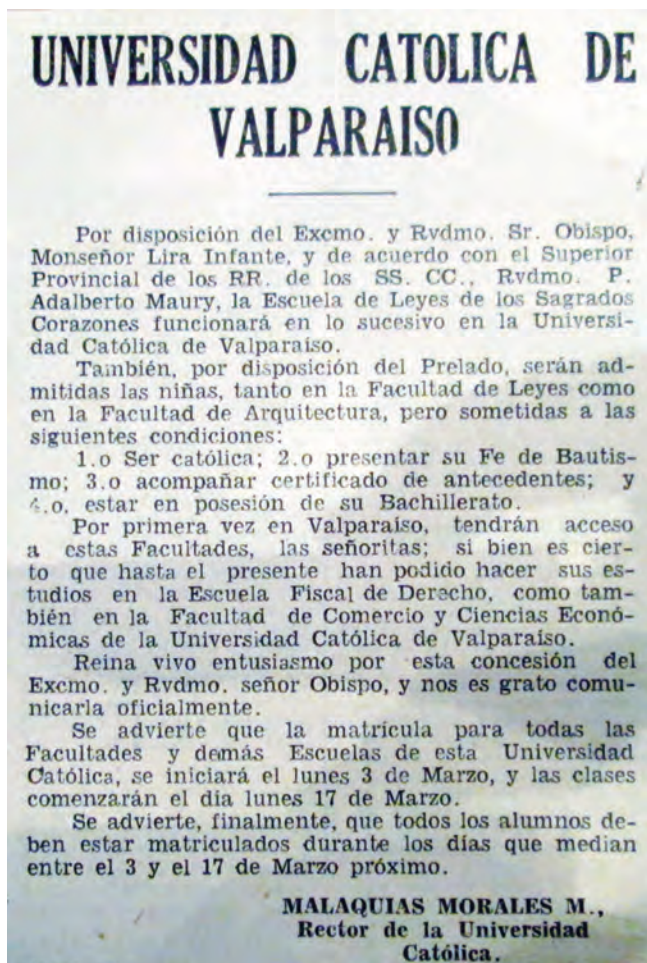 UNIVERSIDAD CATOLICA DE
VALPARAISO
Por disposición del Excmo. y Rvdmo. Sr. Obispo,
Monseñor Lira Infante, y de acuerdo con el Superior
Provincial de los RR. de los SS. CC., Rvdmo. P.
Adalberto Maury, la Escuela de Leyes de los Sagrados
Corazones funcionará en lo sucesivo en la Universi-
dad Católica de Valparaíso.
También, por disposición del Prelado, serán ad-
mitidas las niñas, tanto en la Facultad de Leyes como
en la Facultad de Arquitectura, pero sometidas a las
siguientes condiciones:
1.o Ser católica; 2.o presentar su Fe de Bautis-
mo; 3.o acompañar certificado de antecedentes; y
4.o, estar en posesión de su Bachillerato.
Por primera vez en Valparaíso, tendrán acceso
a estas Facultades, las señoritas; si bien es cier-
to que hasta el presente han podido hacer sus es-
tudios en la Escuela Fiscal de Derecho, como tam-
bién en la Facultad de Comercio y Ciencias Econó-
micas de la Universidad Católica de Valparaíso.
Reina vivo entusiasmo por esta concesión del
Excmo. y Rvdmo. señor Obispo, y nos es grato comu-
nicarla oficialmente.
Se advierte que la matrícula para todas las
Facultades y demás Escuelas de esta Universidad
Católica, se iniciará el lunes 3 de Marzo, y las clases
comenzarán el día lunes 17 de Marzo.
Se advierte, finalmente, que todos los alumnos de-
ben estar matriculados durante los días que median
entre el 3 y el 17 de Marzo próximo.
MALAQUIAS MORALES M.,
Rector de la Universidad
Católica.